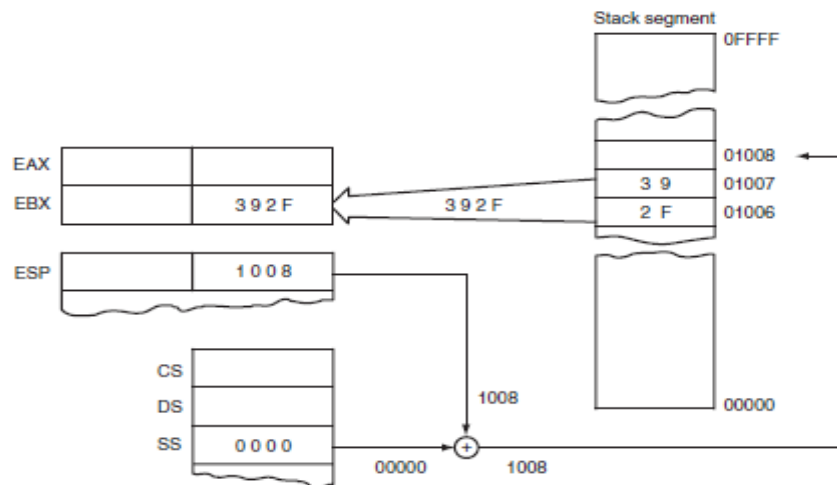 Stack segment
0FFFF
EAX
01008
3 9
01007
EBX
3 9 2 F
3 9 2 F
2 F
01006
ESP
1 0 0 8
CS
DS
1008
00000
SS
0 0 0 0
+
00000
1008